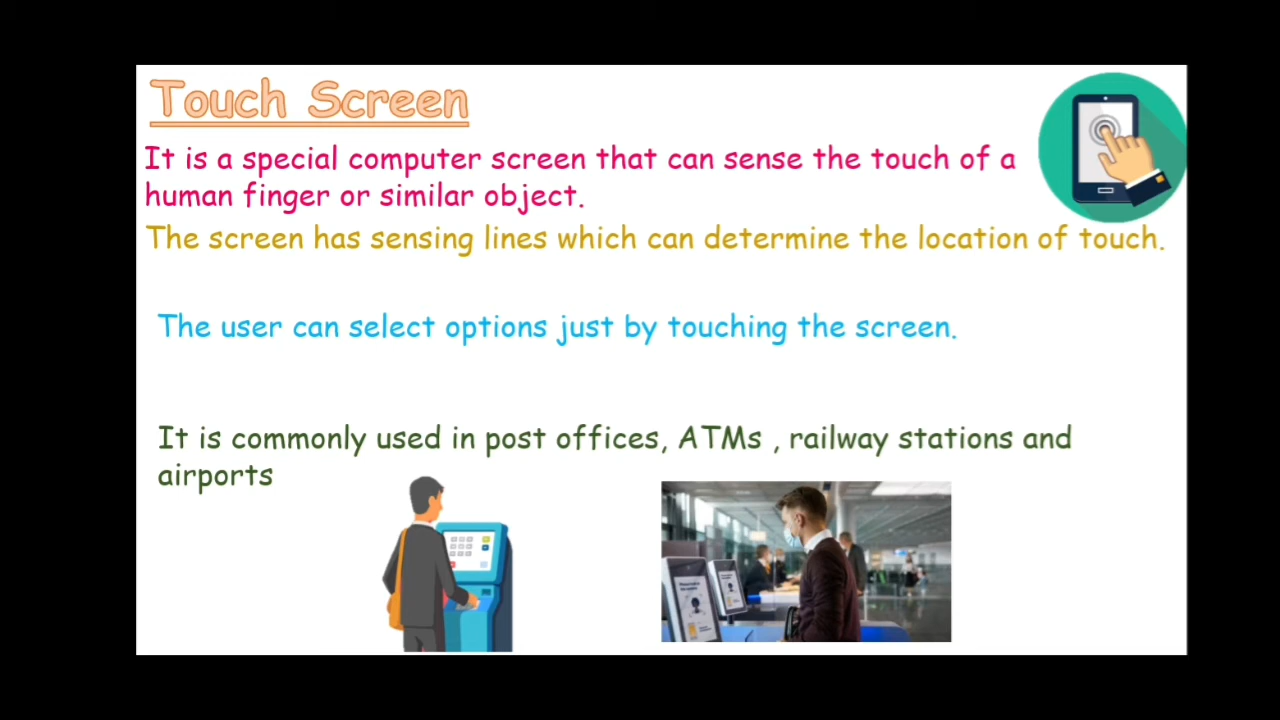 Touch Screen
It is a special computer screen that can sense the touch of a
human finger or similar object.
The screen has sensing lines which can determine the location of touch.
The user can select options just by touching the screen.
It is commonly used in post offices, ATMs , railway stations and
airports